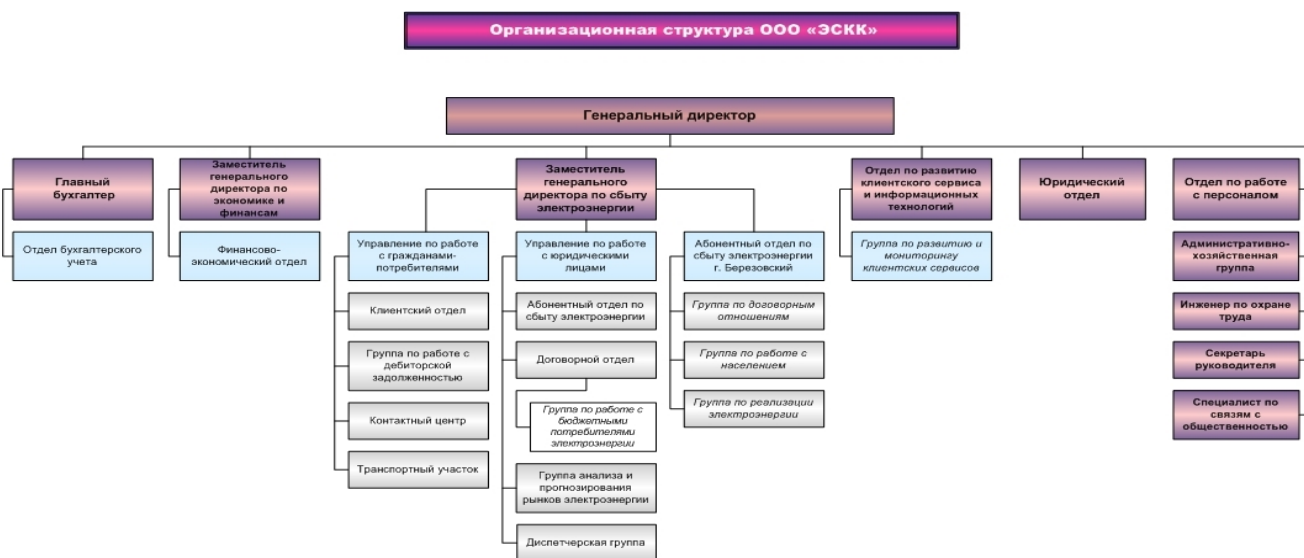 Организационная структура ООО «ЭСКК»
Генеральный директор
Главный
бухгалтер
Отдел бухгалтерского
учета
Заместитель
генерального
директора по
экономике и
финансам
Финансово-
экономический отдел
Заместитель
генерального
директора по сбыту
электроэнергии
Управление по работе
с гражданами-
потребителями
Клиентский отдел
Группа по работе с
дебиторской
задолженностью
Контактный центр
Транспортный участок
Управление по работе
с юридическими
лицами
Абонентный отдел по
сбыту электроэнергии
Договорной отдел
Группа по работе с
бюджетными
потребителями
электроэнергии
Группа анализа и
прогнозирования
рынков электроэнергии
Диспетчерская группа
Абонентный отдел по
сбыту электроэнергии
г. Березовский
Группа по договорным
отношениям
Группа по работе с
населением
Группа по реализации
электроэнергии
Отдел по развитию
клиентского сервиса
и информационных
технологий
Группа по развитию и
мониторингу
клиентских сервисов
Юридический
отдел
Отдел по работе
с персоналом
Административно-
хозяйственная
группа
Инженер по охране
труда
Секретарь
руководителя
Специалист по
связям с
общественностью